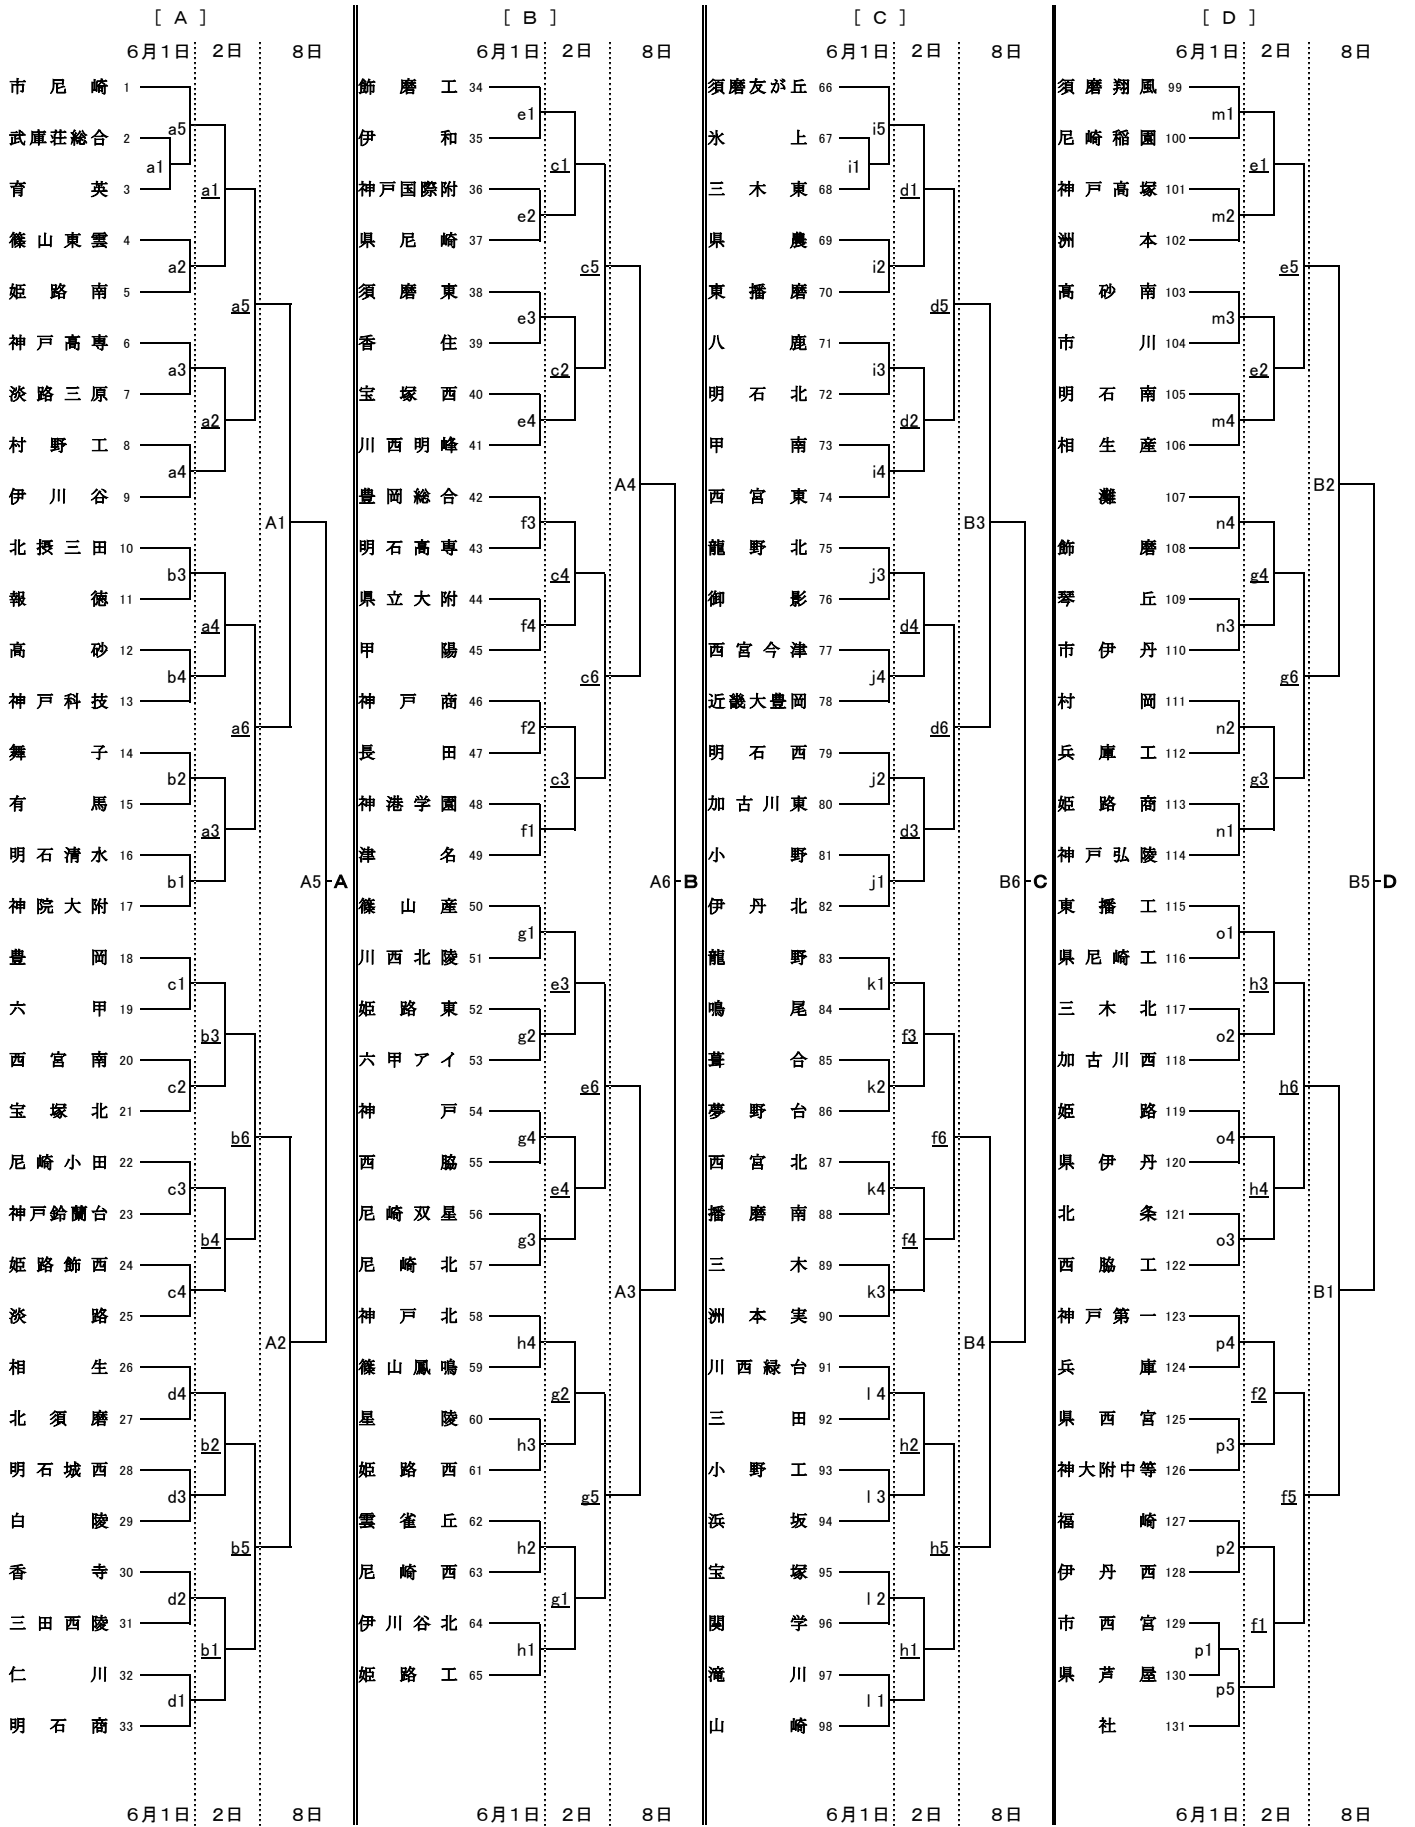 [ A ]
6月1日 2日 8日
市尼崎 1
武庫荘総合 2
育英 3
篠山東雲 4
姫路南 5
神戸高専 6
淡路三原 7
村野工 8
伊川谷 9
北摂三田 10
報徳 11
高砂 12
神戸科技 13
舞子 14
有馬 15
明石清水 16
神院大附 17
豊岡 18
六甲 19
西宮南 20
宝塚北 21
尼崎小田 22
神戸鈴蘭台 23
姫路飾西 24
淡路 25
相生 26
北須磨 27
明石城西 28
白陵 29
香寺 30
三田西陵 31
仁川 32
明石商 33
a5
a1
a2
a3
a4
b3
b4
b2
b1
c1
c2
c3
c4
d4
d3
d2
d1
a1
a2
a4
a3
b3
b4
b2
b1
a5
a6
b6
b5
A1
A2
A5 A
6月1日 2日 8日
[ B ]
6月1日 2日 8日
飾磨工 34
伊和 35
神戸国際附 36
県尼崎 37
須磨東 38
香住 39
宝塚西 40
川西明峰 41
豊岡総合 42
明石高専 43
県立大附 44
甲陽 45
神戸商 46
長田 47
神港学園 48
津名 49
篠山産 50
川西北陵 51
姫路東 52
六甲アイ 53
神戸 54
西脇 55
尼崎双星 56
尼崎北 57
神戸北 58
篠山鳳鳴 59
星陵 60
姫路西 61
雲雀丘 62
尼崎西 63
伊川谷北 64
姫路工 65
e1
e2
e3
e4
f3
f4
f2
f1
g1
g2
g4
g3
h4
h3
h2
h1
c1
c2
c4
c3
e3
e4
g2
g1
c5
c6
e6
g5
A4
A3
A6 B
6月1日 2日 8日
[ C ]
6月1日 2日 8日
須磨友が丘 66
氷上 67
三木東 68
県農 69
東播磨 70
八鹿 71
明石北 72
甲南 73
西宮東 74
龍野北 75
御影 76
西宮今津 77
近畿大豊岡 78
明石西 79
加古川東 80
小野 81
伊丹北 82
龍野 83
鳴尾 84
葺合 85
夢野台 86
西宮北 87
播磨南 88
三木 89
洲本実 90
川西緑台 91
三田 92
小野工 93
浜坂 94
宝塚 95
関学 96
滝川 97
山崎 98
i5
i1
i2
i3
i4
j3
j4
j2
j1
k1
k2
k4
k3
l4
l3
l2
l1
d1
d2
d4
d3
f3
f4
h2
h1
d5
d6
f6
h5
B3
B4
B6 C
6月1日 2日 8日
[ D ]
6月1日 2日 8日
須磨翔風 99
尼崎稲園 100
神戸高塚 101
洲本 102
高砂南 103
市川 104
明石南 105
相生産 106
灘 107
飾磨 108
琴丘 109
市伊丹 110
村岡 111
兵庫工 112
姫路商 113
神戸弘陵 114
東播工 115
県尼崎工 116
三木北 117
加古川西 118
姫路 119
県伊丹 120
北条 121
西脇工 122
神戸第一 123
兵庫 124
県西宮 125
神大附中等 126
福崎 127
伊丹西 128
市西宮 129
県芦屋 130
社 131
m1
m2
m3
m4
n4
n3
n2
n1
o1
o2
o4
o3
p4
p3
p2
p1
p5
e1
e2
g4
g3
h3
h4
f2
f1
e5
g6
h6
f5
B2
B1
B5 D
6月1日 2日 8日